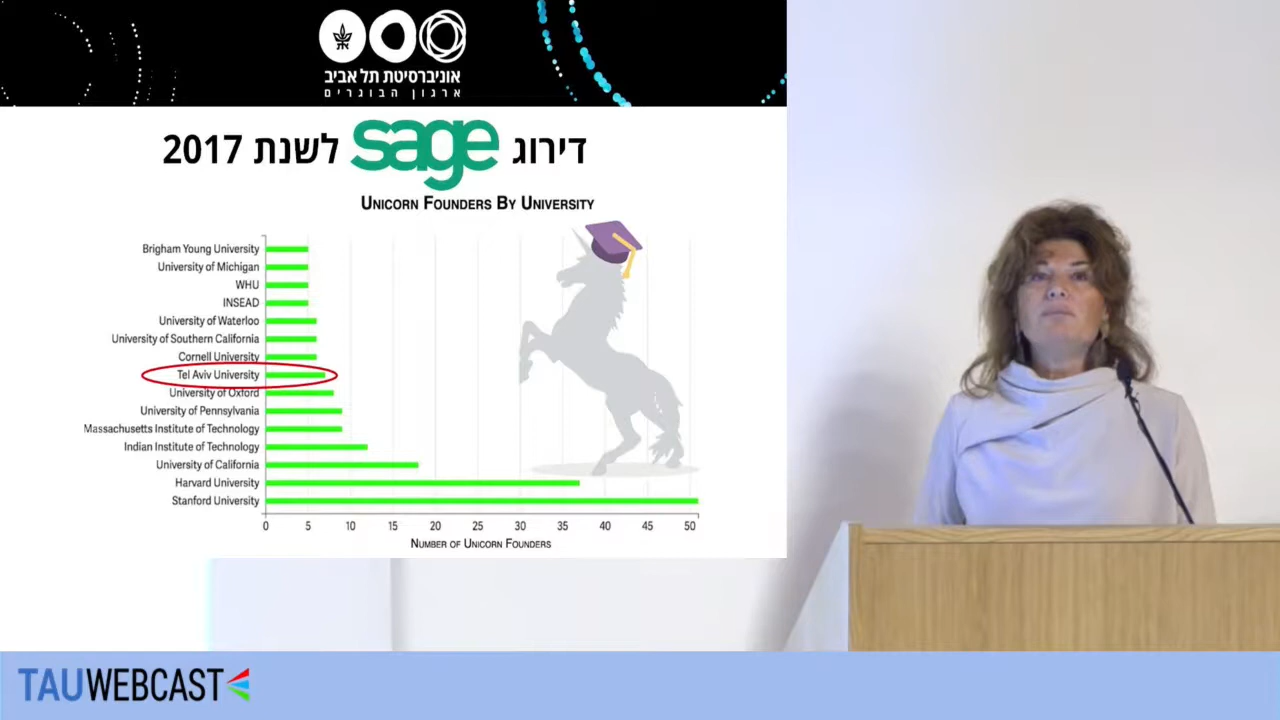 אוניברסיטת תל אביב
ארגון הבוגרים
דירוג sage לשנת 2017
UNICORN FOUNDERS BY UNIVERSITY
Brigham Young University
University of Michigan
WHU
INSEAD
University of Waterloo
University of Southern California
Cornell University
Tel Aviv University
University of Oxford
University of Pennsylvania
Massachusetts Institute of Technology
Indian Institute of Technology
University of California
Harvard University
Stanford University
0 5 10 15 20 25 30 35 40 45 50
NUMBER OF UNICORN FOUNDERS
TAUWEBCAST